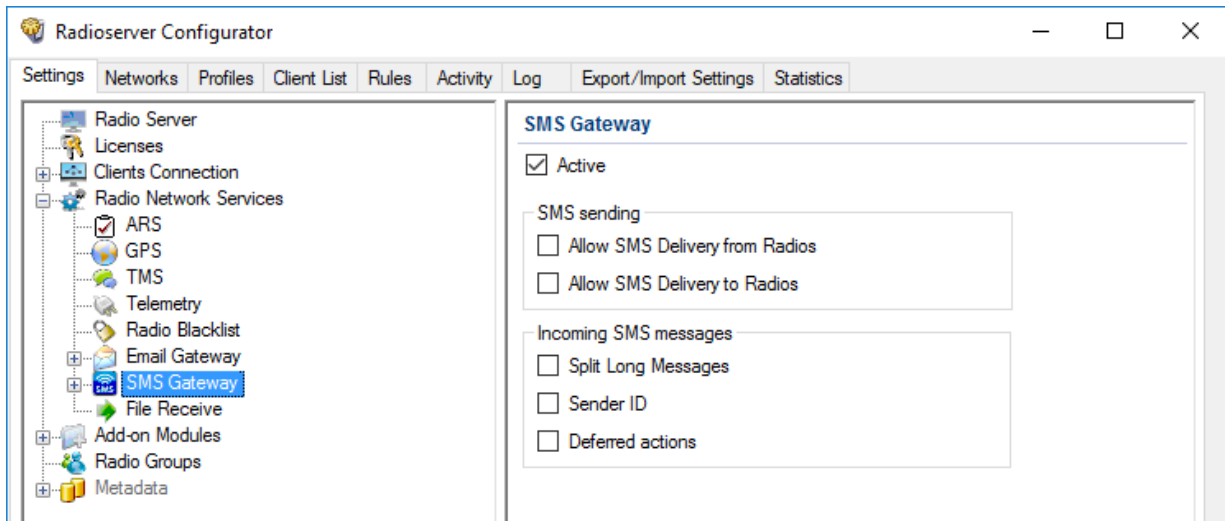 Radioserver Configurator
Settings Networks Profiles Client List Rules Activity Log Export/Import Settings Statistics
Radio Server
Licenses
Clients Connection
Radio Network Services
ARS
GPS
TMS
Telemetry
Radio Blacklist
Email Gateway
SMS
SMS Gateway
File Receive
Add-on Modules
Radio Groups
Metadata
SMS Gateway
Active
SMS sending
Allow SMS Delivery from Radios
Allow SMS Delivery to Radios
Incoming SMS messages
Split Long Messages
Sender ID
Deferred actions